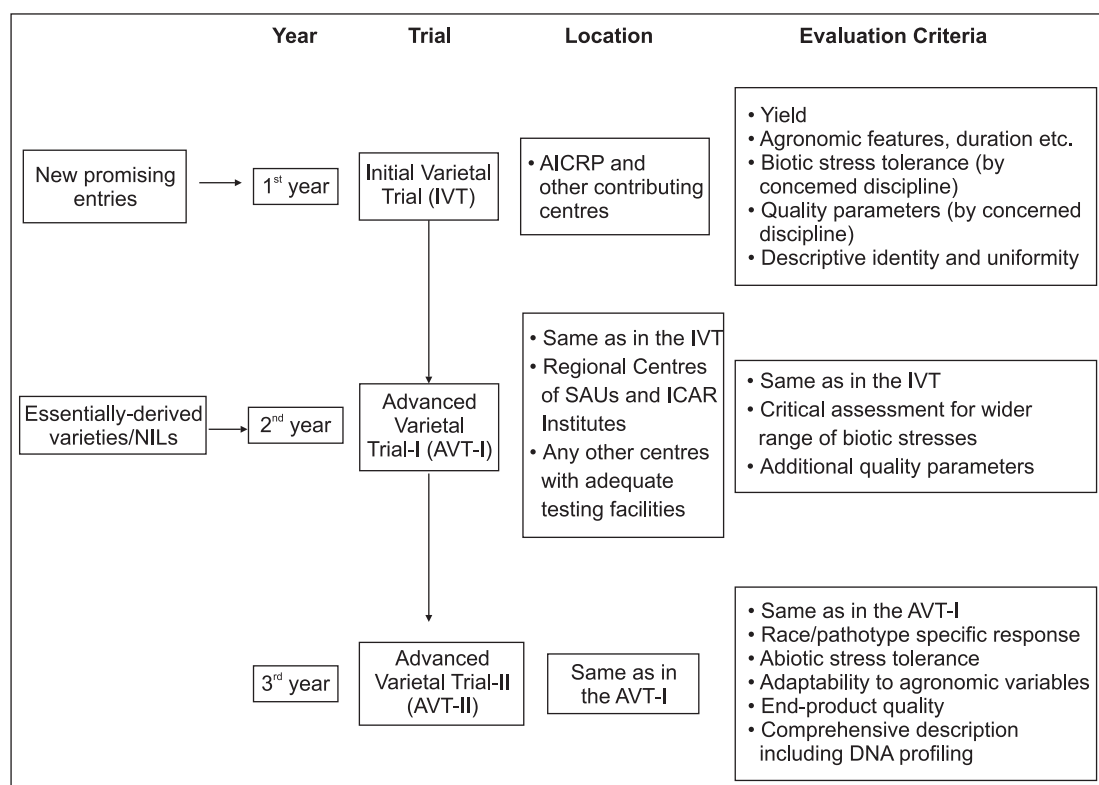 Year Trial Location Evaluation Criteria
New promising
entries
1st year
Initial Varietal
Trial (IVT)
• AICRP and
other contributing
centres
• Yield
• Agronomic features, duration etc.
• Biotic stress tolerance (by
concemed discipline)
• Quality parameters (by concerned
discipline)
• Descriptive identity and uniformity
Essentially-derived
varieties/NILs
2nd year
Advanced
Varietal
Trial-I (AVT-I)
• Same as in the IVT
• Regional Centres
of SAUs and ICAR
Institutes
• Any other centres
with adequate
testing facilities
• Same as in the IVT
• Critical assessment for wider
range of biotic stresses
• Additional quality parameters
3rd year
Advanced
Varietal Trial-II
(AVT-II)
Same as in
the AVT-I
• Same as in the AVT-I
• Race/pathotype specific response
• Abiotic stress tolerance
• Adaptability to agronomic variables
• End-product quality
• Comprehensive description
including DNA profiling